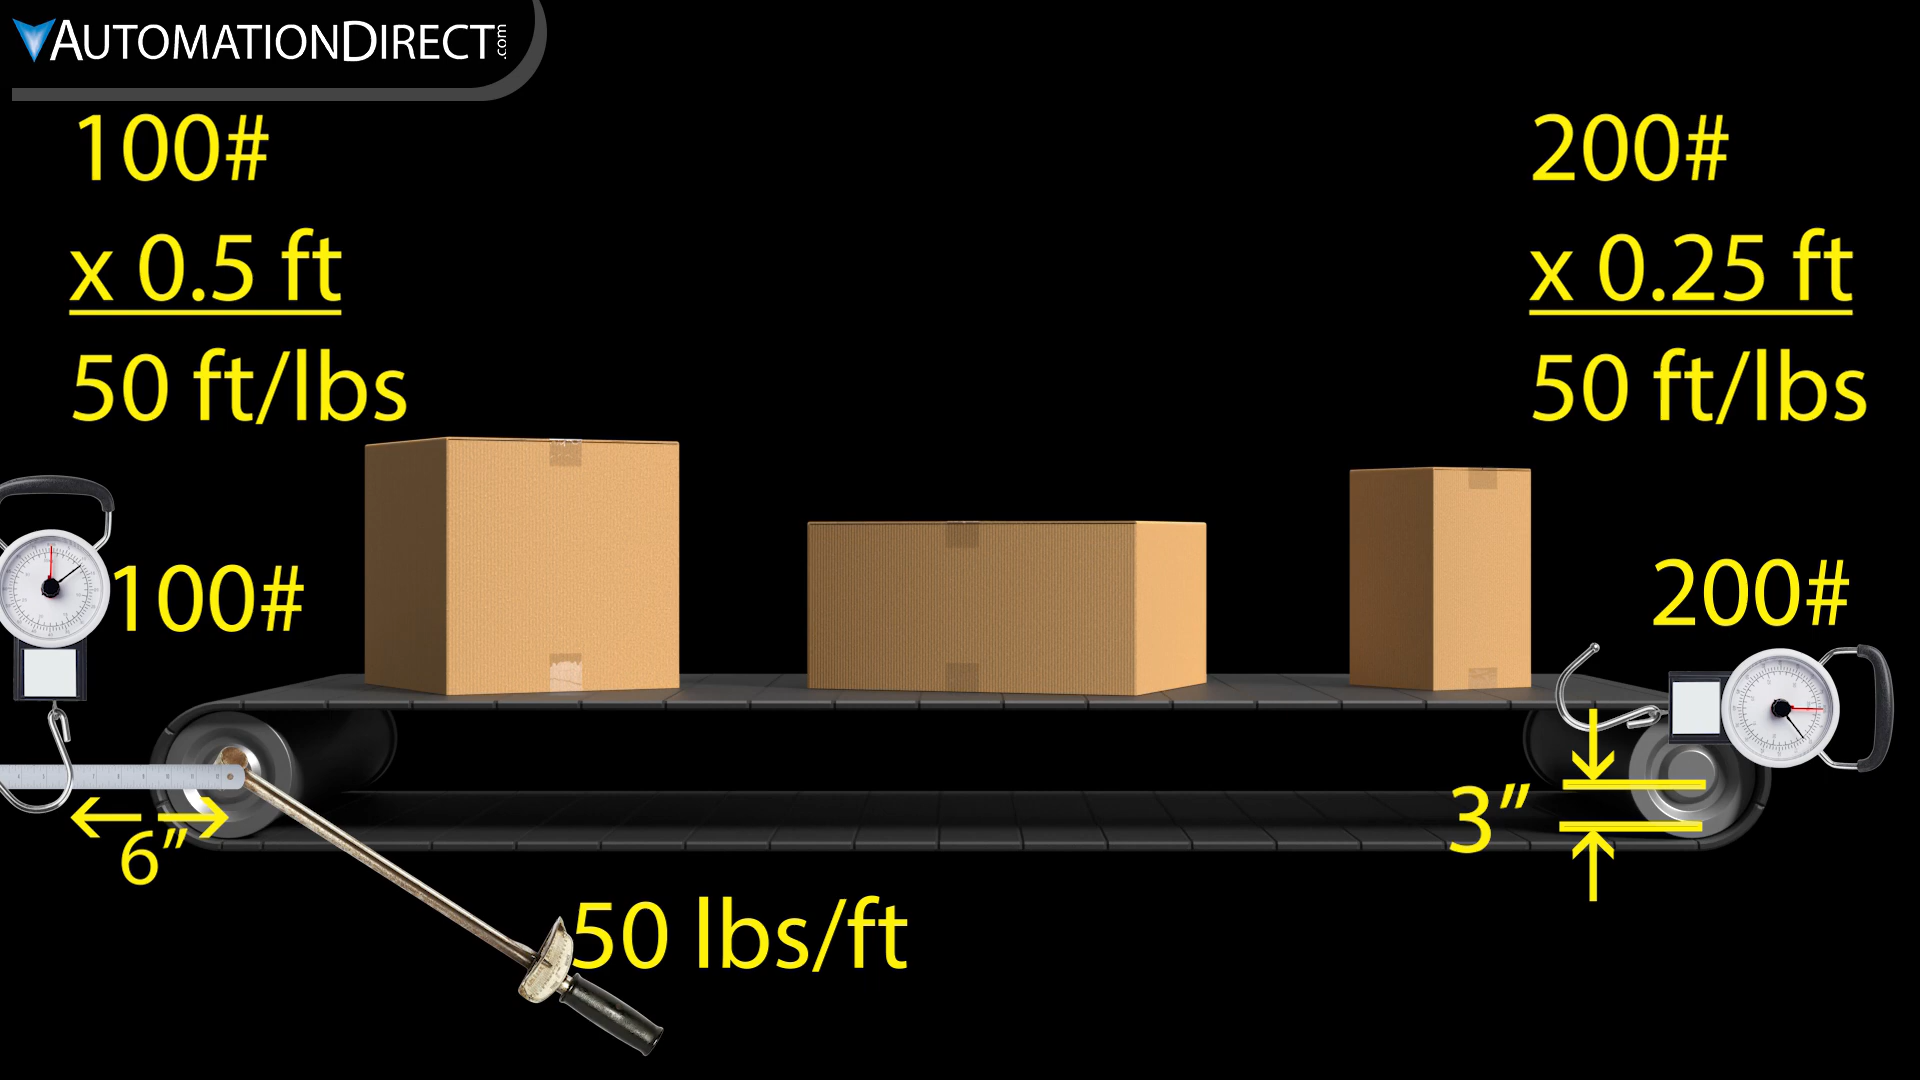 AUTOMATIONDIRECT.com
100#
x 0.5 ft
50 ft/lbs
200#
x 0.25 ft
50 ft/lbs
100#
200#
6”
3”
50 lbs/ft